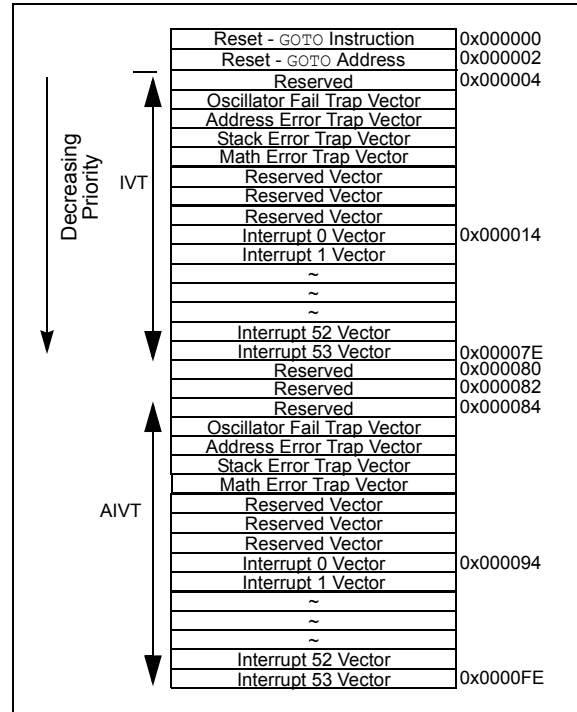 Reset - GOTO Instruction 0x000000
Reset - GOTO Address 0x000002
Reserved 0x000004
Oscillator Fail Trap Vector
Address Error Trap Vector
Stack Error Trap Vector
Math Error Trap Vector
Reserved Vector
Reserved Vector
Reserved Vector
Interrupt 0 Vector 0x000014
Interrupt 1 Vector
~
~
~
Interrupt 52 Vector
Interrupt 53 Vector 0x00007E
Reserved 0x000080
Reserved 0x000082
Reserved 0x000084
Oscillator Fail Trap Vector
Address Error Trap Vector
Stack Error Trap Vector
Math Error Trap Vector
Reserved Vector
Reserved Vector
Reserved Vector
Interrupt 0 Vector 0x000094
Interrupt 1 Vector
~
~
~
Interrupt 52 Vector
Interrupt 53 Vector 0x0000FE
Decreasing
Priority
IVT
AIVT